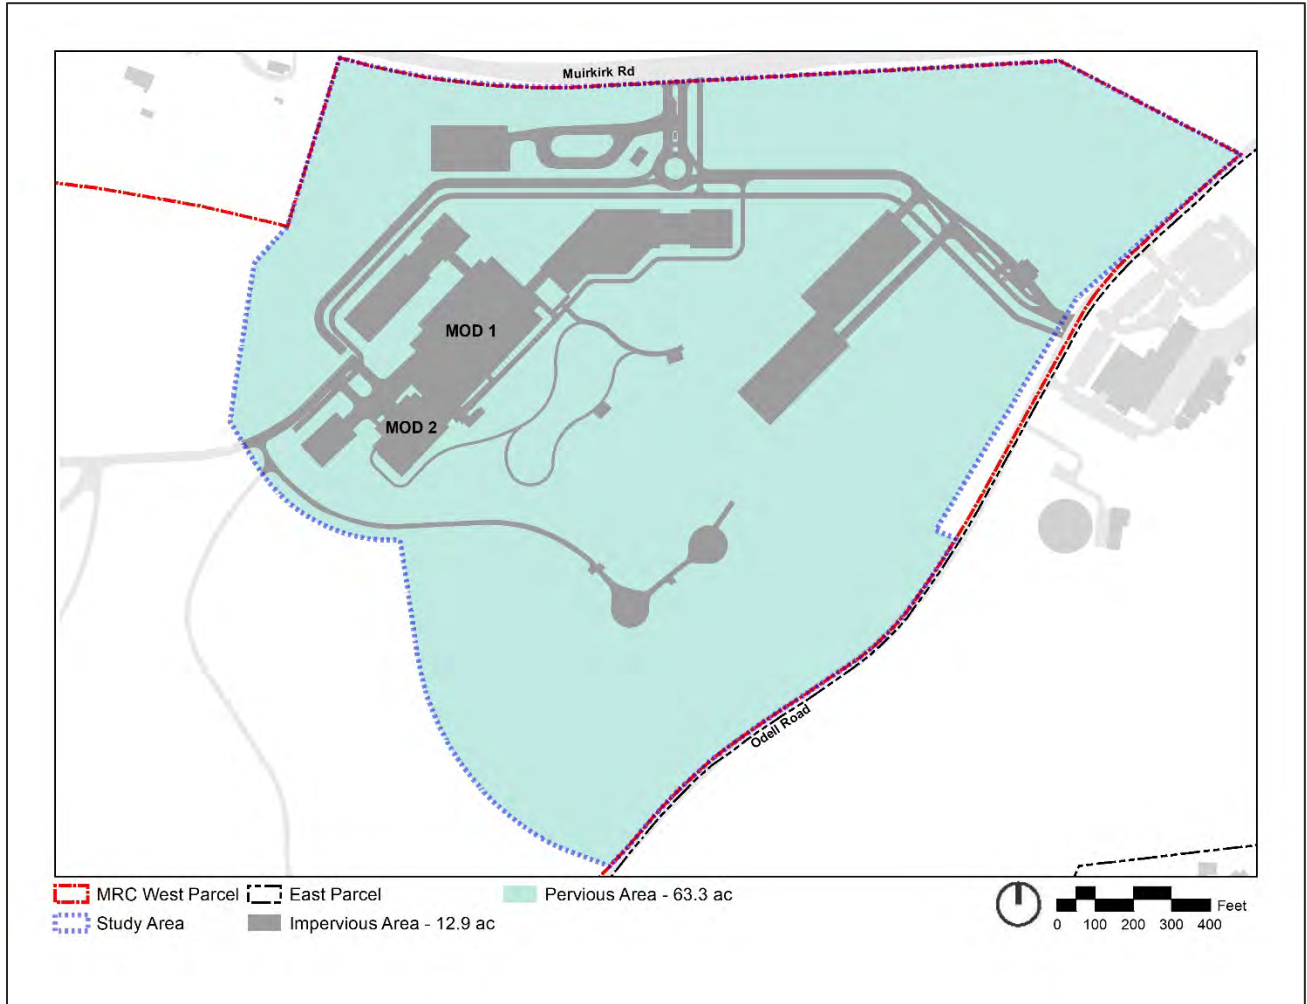 Muirkirk Rd
MOD 1
MOD 2
Odell Road
MRC West Parcel
East Parcel
Pervious Area - 63.3 ac
Study Area
Impervious Area - 12.9 ac
Feet
0 100 200 300 400